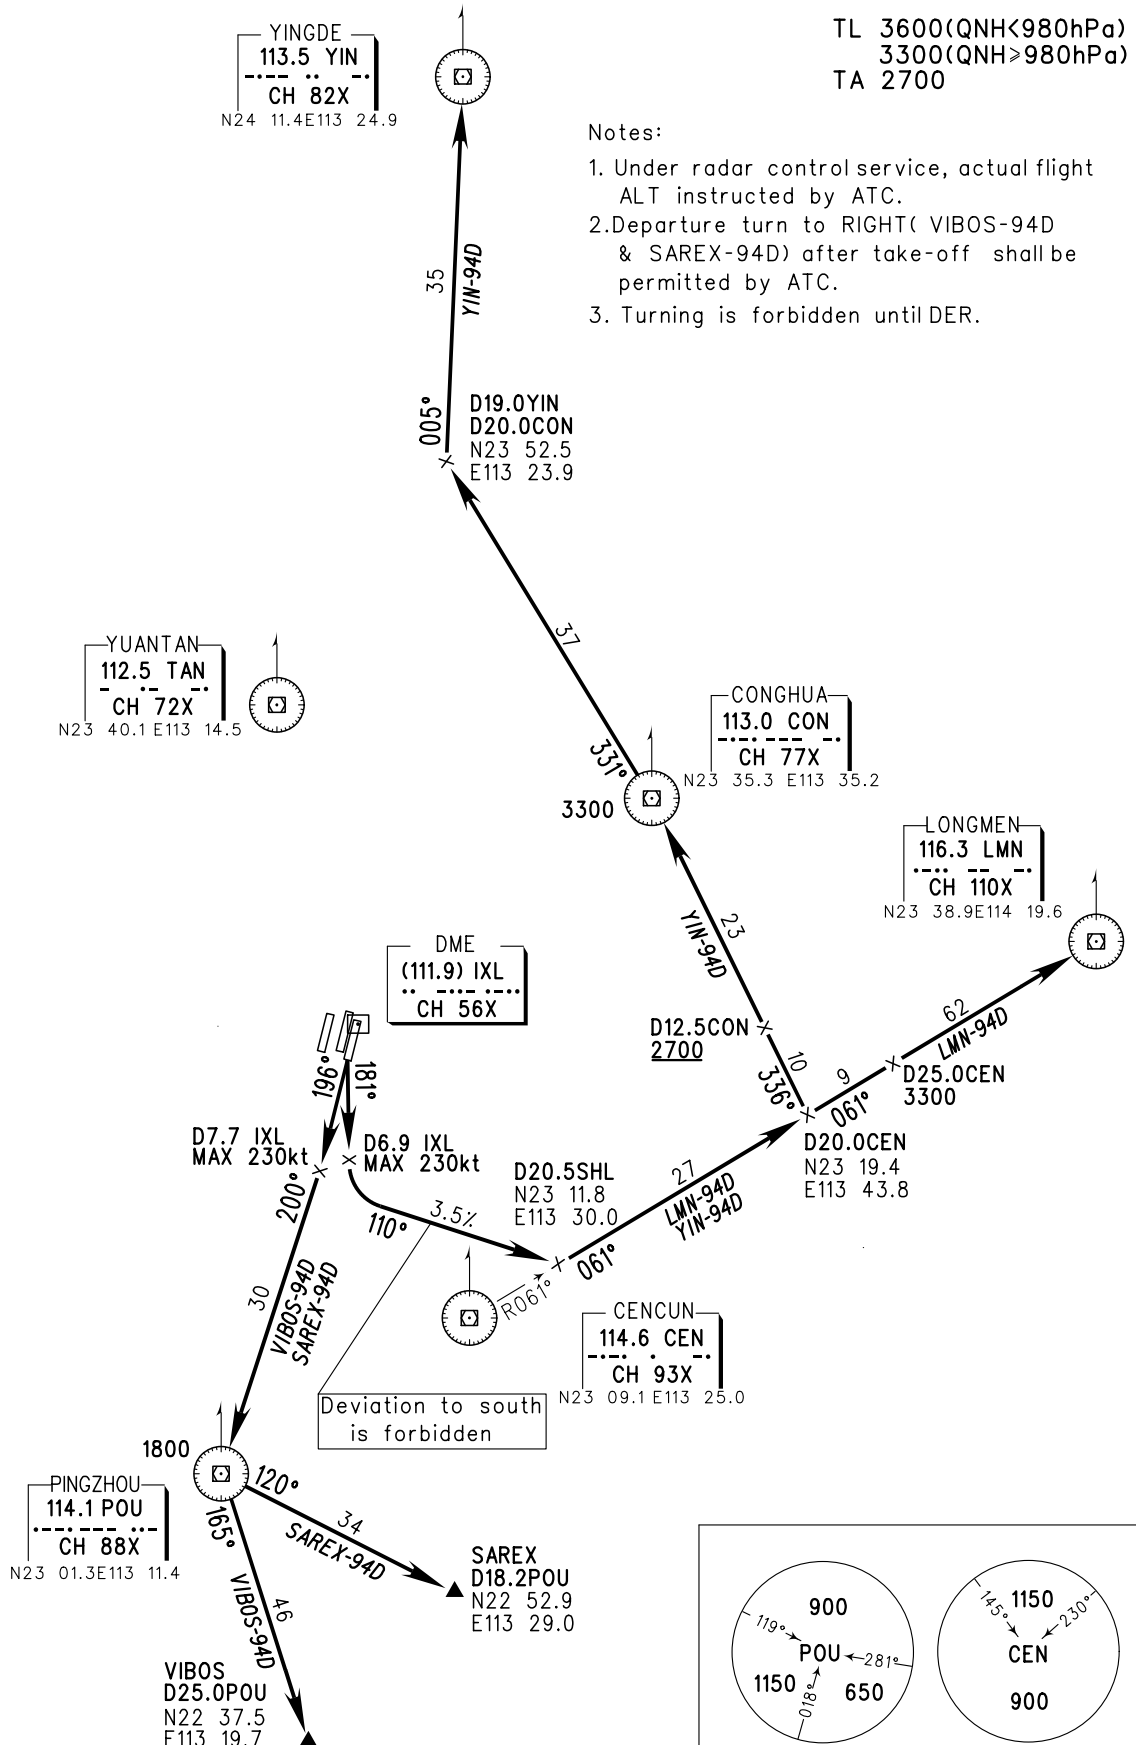 YINGDE
113.5 YIN
CH 82X
N24 11.4E113 24.9
TL 3600(QNH<980hPa)
3300(QNH≥980hPa)
TA 2700
Notes:
1. Under radar control service, actual flight
ALT instructed by ATC.
2.Departure turn to RIGHT( VIBOS-94D
& SAREX-94D) after take-off shall be
permitted by ATC.
3. Turning is forbidden until DER.
35
YIN-94D
005°
D19.0YIN
D20.0CON
N23 52.5
E113 23.9
37
331°
YUANTAN
112.5 TAN
CH 72X
N23 40.1 E113 14.5
CONGHUA
113.0 CON
CH 77X
N23 35.3 E113 35.2
3300
LONGMEN
116.3 LMN
CH 110X
N23 38.9E114 19.6
23
YIN-94D
DME
(111.9) IXL
CH 56X
D12.5CON
2700
10
336°
62
LMN-94D
9
061°
D25.0CEN
3300
D20.0CEN
N23 19.4
E113 43.8
196°
181°
D7.7 IXL
MAX 230kt
D6.9 IXL
MAX 230kt
200°
110°
3.5%
D20.5SHL
N23 11.8
E113 30.0
27
LMN-94D
YIN-94D
061°
R061°
CENCUN
114.6 CEN
CH 93X
N23 09.1 E113 25.0
30
VIBOS-94D
SAREX-94D
Deviation to south
is forbidden
1800
PINGZHOU
114.1 POU
CH 88X
N23 01.3E113 11.4
120°
165°
34
SAREX-94D
SAREX
D18.2POU
N22 52.9
E113 29.0
46
VIBOS-94D
VIBOS
D25.0POU
N22 37.5
E113 19.7
900
119°
POU
281°
1150
018°
650
1150
145°
230°
CEN
900